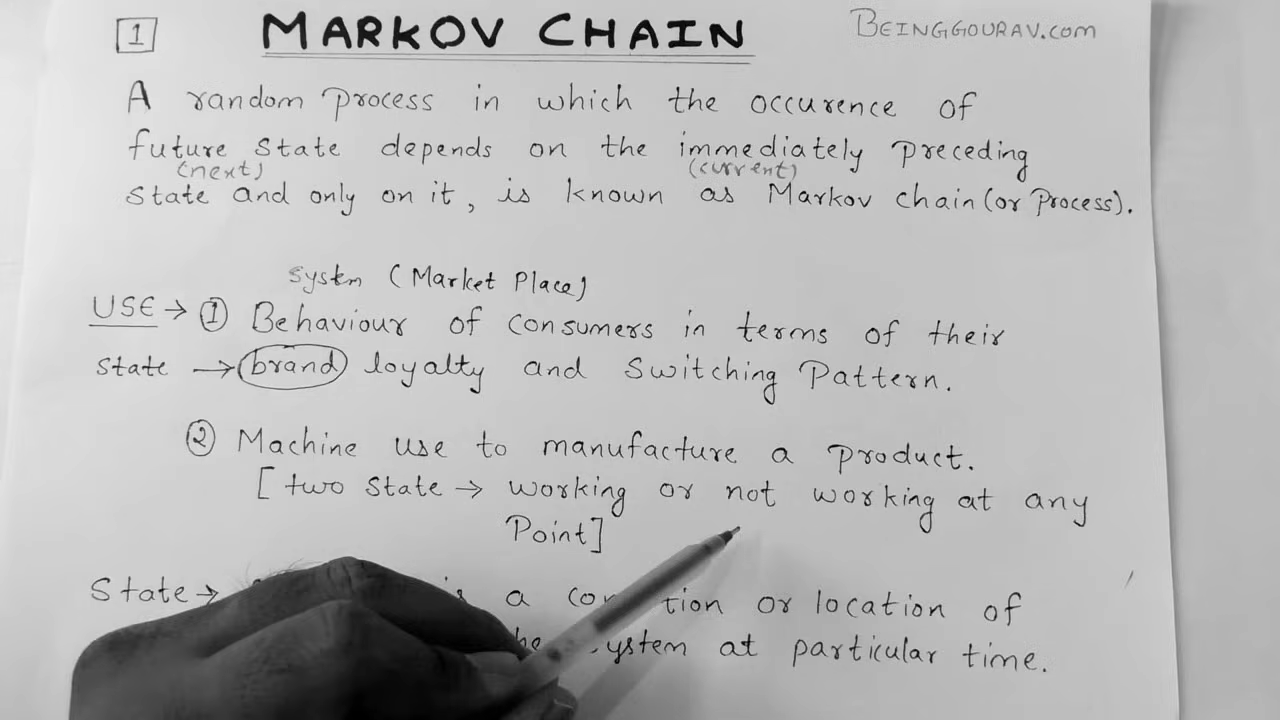 1
MARKOV CHAIN
BEINGGOURAV.com
A random process in which the occurence of
future state depends on the immediately preceding
(next) (current)
state and only on it, is known as Markov chain (or Process).
system (Market Place)
USE → ① Behaviour of consumers in terms of their
state → brand loyalty and switching Pattern.
② Machine use to manufacture a product.
[two state → working or not working at any
Point]
State → a or location of
system at particular time.